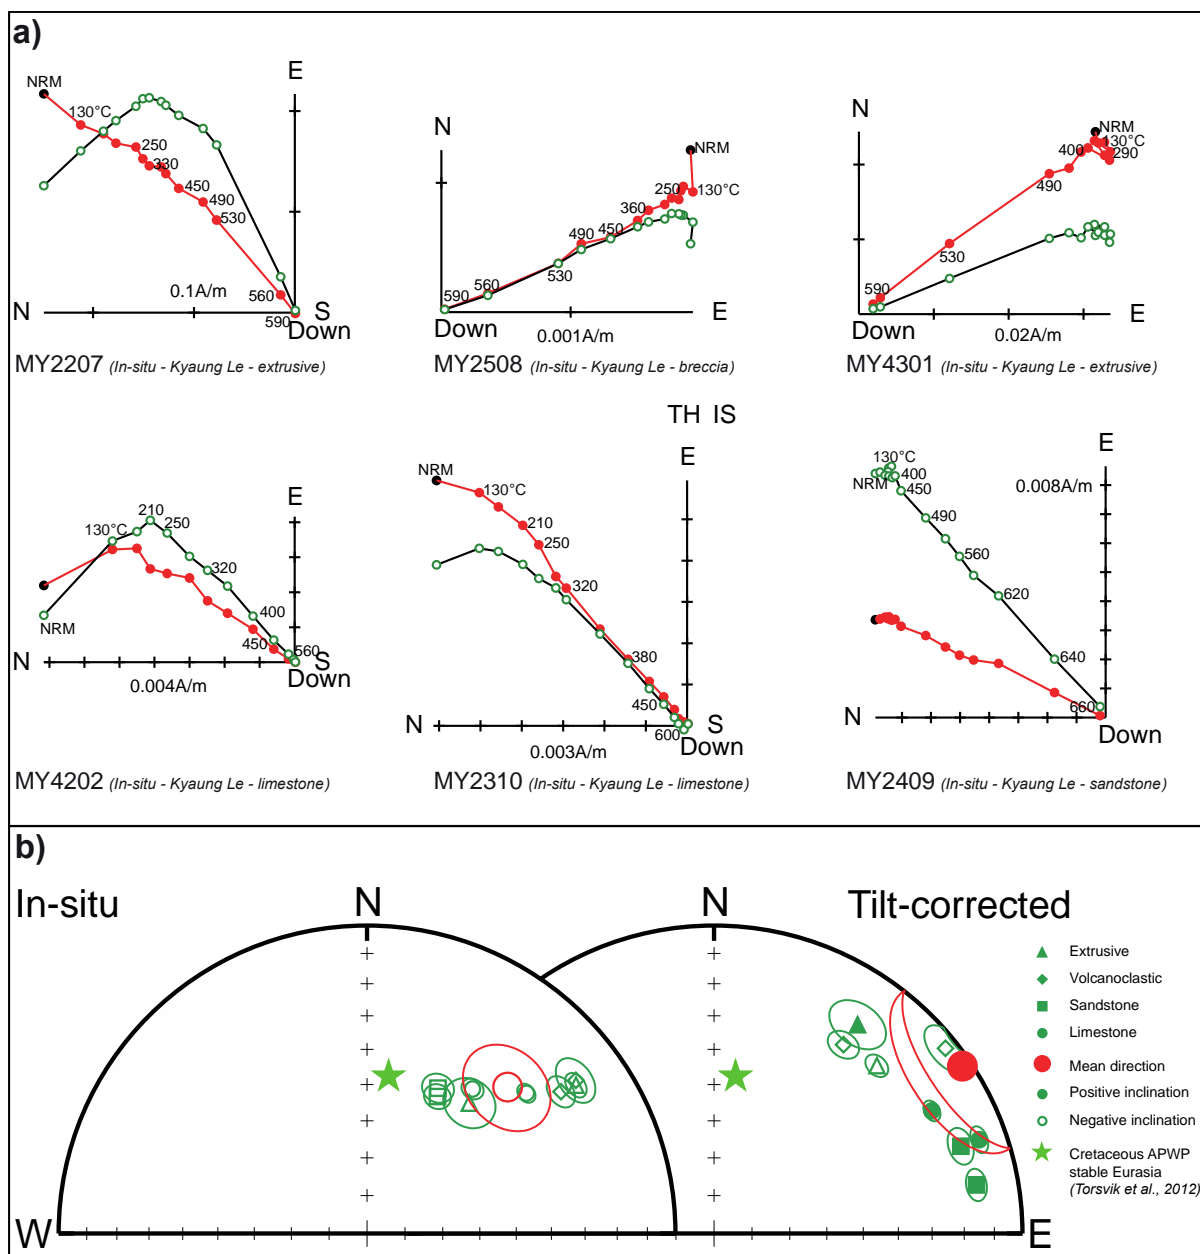 a)
E
NRM
130°C
250
330
450
490
530
560
590
0.1A/m
N
S
Down
MY2207 (In-situ - Kyaung Le - extrusive)
N
NRM
130°C
250
360
450
490
530
560
590
Down
0.001A/m
E
MY2508 (In-situ - Kyaung Le - breccia)
N
NRM
130°C
290
400
490
530
590
0.02A/m
E
MY4301 (In-situ - Kyaung Le - extrusive)
TH IS
E
210
130°C
250
320
400
450
560
NRM
N
S
0.004A/m
Down
MY4202 (In-situ - Kyaung Le - limestone)
E
NRM
130°C
210
250
320
380
450
600
N
S
0.003A/m
Down
MY2310 (In-situ - Kyaung Le - limestone)
E
130°C
NRM
400
450
0.008A/m
490
560
620
640
660
N
Down
MY2409 (In-situ - Kyaung Le - sandstone)
b)
In-situ
N
N
Tilt-corrected
Extrusive
Volcanoclastic
Sandstone
Limestone
Mean direction
Positive inclination
Negative inclination
Cretaceous APWP
stable Eurasia
(Torsvik et al., 2012)
W
E